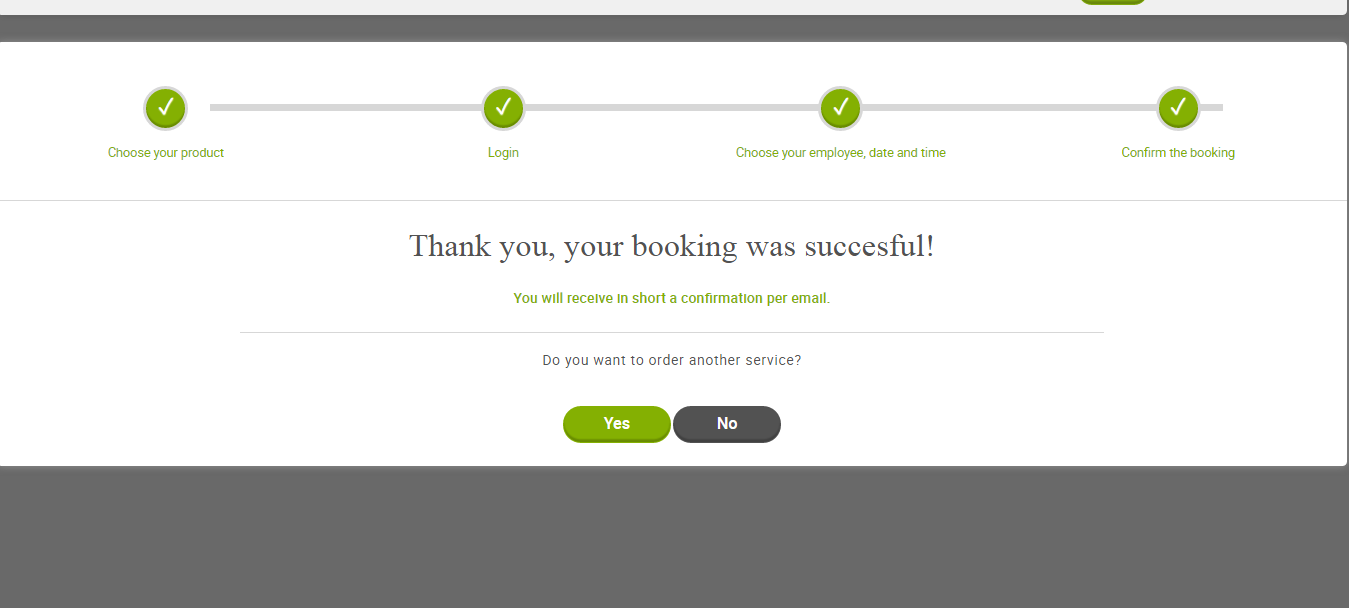 Choose your product
Login
Choose your employee, date and time
Confirm the booking
Thank you, your booking was succesful!
You will receive in short a confirmation per email.
Do you want to order another service?
Yes
No